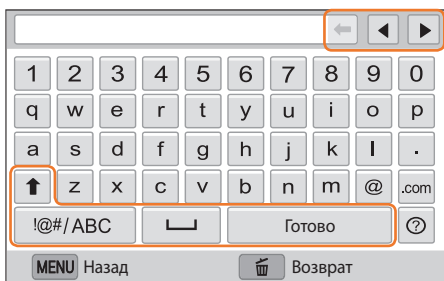 1 2 3 4 5 6 7 8 9 0
q w e r t y u i o p
a s d f g h j k l .
z x c v b n m @ .com
!@#/ABC Готово ?
MENU Назад Возврат